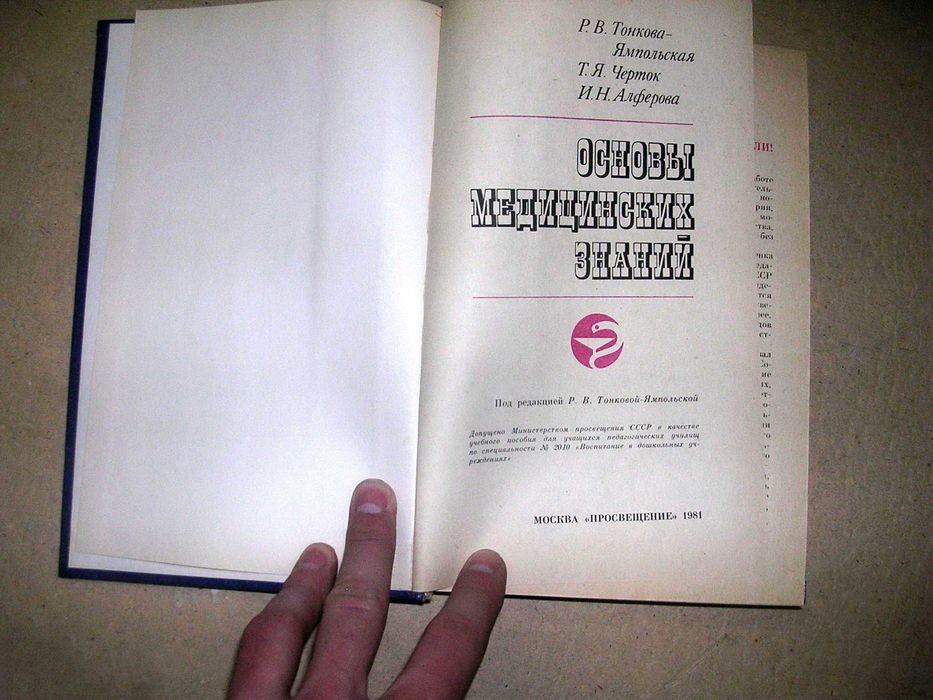 Р. В. Тонкова-
Ямпольская
Т. Я. Черток
И. Н. Алферова
ОСНОВЫ
МЕДИЦИНСКИХ
ЗНАНИЙ
Под редакцией Р. В. Тонковой-Ямпольской
Допущено Министерством просвещения СССР в качестве
учебного пособия для учащихся педагогических училищ
по специальности № 2010 «Воспитание в дошкольных уч-
реждениях»
МОСКВА «ПРОСВЕЩЕНИЕ» 1981
ЛИ!